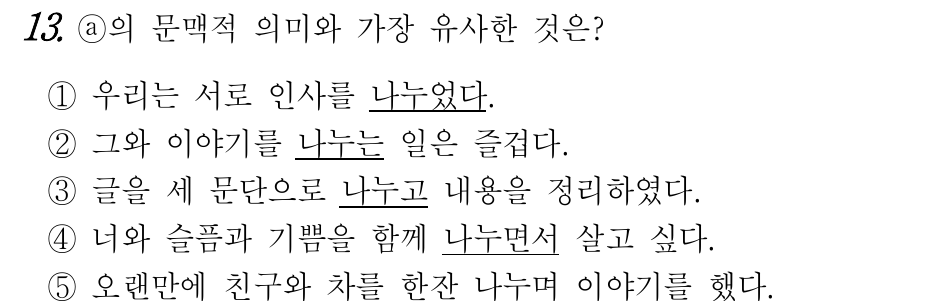 13. ⓐ의 문맥적 의미와 가장 유사한 것은?
① 우리는 서로 인사를 나누었다.
② 그와 이야기를 나누는 일은 즐겁다.
③ 글을 세 문단으로 나누고 내용을 정리하였다.
④ 너와 슬픔과 기쁨을 함께 나누면서 살고 싶다.
⑤ 오랜만에 친구와 차를 한잔 나누며 이야기를 했다.